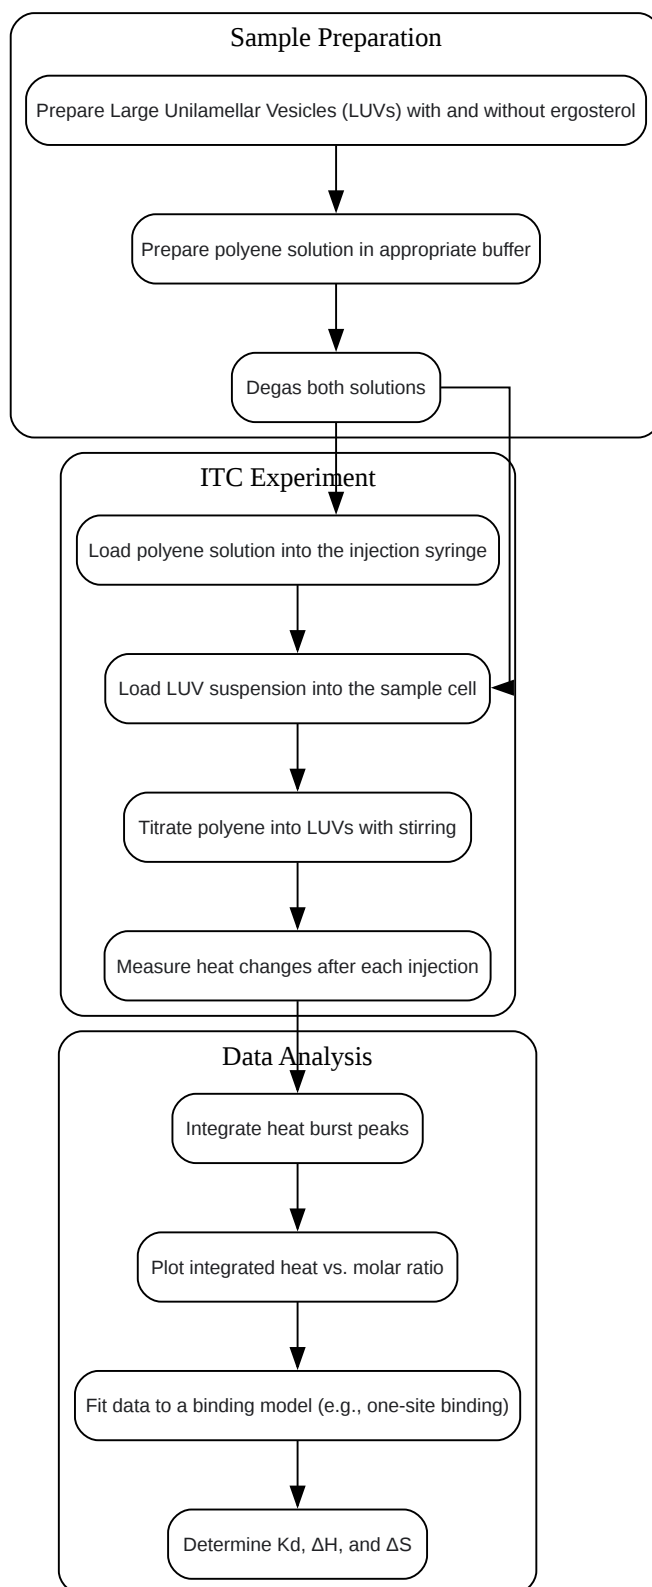 Sample Preparation
Prepare Large Unilamellar Vesicles (LUVs) with and without ergosterol
Prepare polyene solution in appropriate buffer
Degas both solutions
ITC Experiment
Load polyene solution into the injection syringe
Load LUV suspension into the sample cell
Titrate polyene into LUVs with stirring
Measure heat changes after each injection
Data Analysis
Integrate heat burst peaks
Plot integrated heat vs. molar ratio
Fit data to a binding model (e.g., one-site binding)
Determine Kd, ΔH, and ΔS